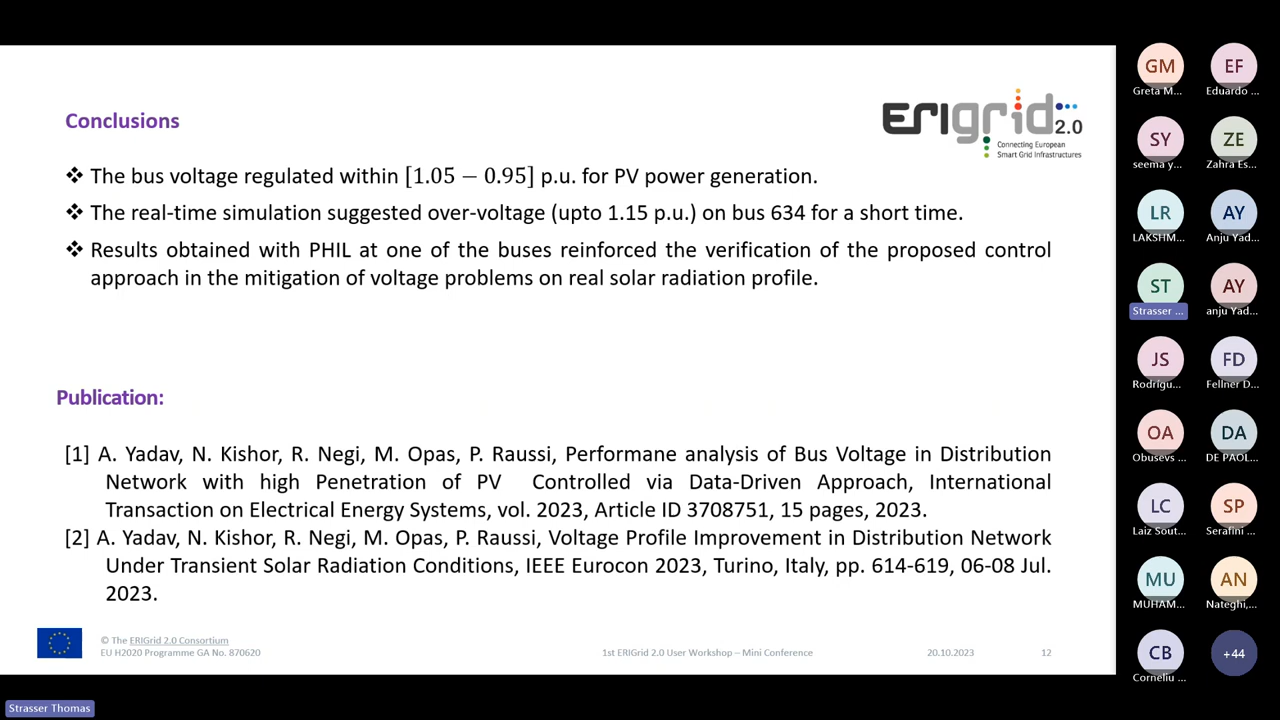 Conclusions
ERIgrid 2.0
Connecting European
Smart Grid Infrastructures
❖ The bus voltage regulated within [1.05 − 0.95] p.u. for PV power generation.
❖ The real-time simulation suggested over-voltage (upto 1.15 p.u.) on bus 634 for a short time.
❖ Results obtained with PHIL at one of the buses reinforced the verification of the proposed control
approach in the mitigation of voltage problems on real solar radiation profile.
Publication:
[1] A. Yadav, N. Kishor, R. Negi, M. Opas, P. Raussi, Performane analysis of Bus Voltage in Distribution
Network with high Penetration of PV Controlled via Data-Driven Approach, International
Transaction on Electrical Energy Systems, vol. 2023, Article ID 3708751, 15 pages, 2023.
[2] A. Yadav, N. Kishor, R. Negi, M. Opas, P. Raussi, Voltage Profile Improvement in Distribution Network
Under Transient Solar Radiation Conditions, IEEE Eurocon 2023, Turino, Italy, pp. 614-619, 06-08 Jul.
2023.
© The ERIGrid 2.0 Consortium
EU H2020 Programme GA No. 870620
1st ERIGrid 2.0 User Workshop – Mini Conference
20.10.2023
12
GM
Greta M...
EF
Eduardo ...
SY
seema y...
ZE
Zahra Es...
LR
LAKSHM...
AY
Anju Yad...
ST
Strasser ...
AY
anju Yad...
JS
Rodrigu...
FD
Fellner D...
OA
Obusevs ...
DA
DE PAOL...
LC
Laiz Sout...
SP
Serafini ...
MU
MUHAM...
AN
Nateghi,...
CB
Corneliu ...
+44
Strasser Thomas